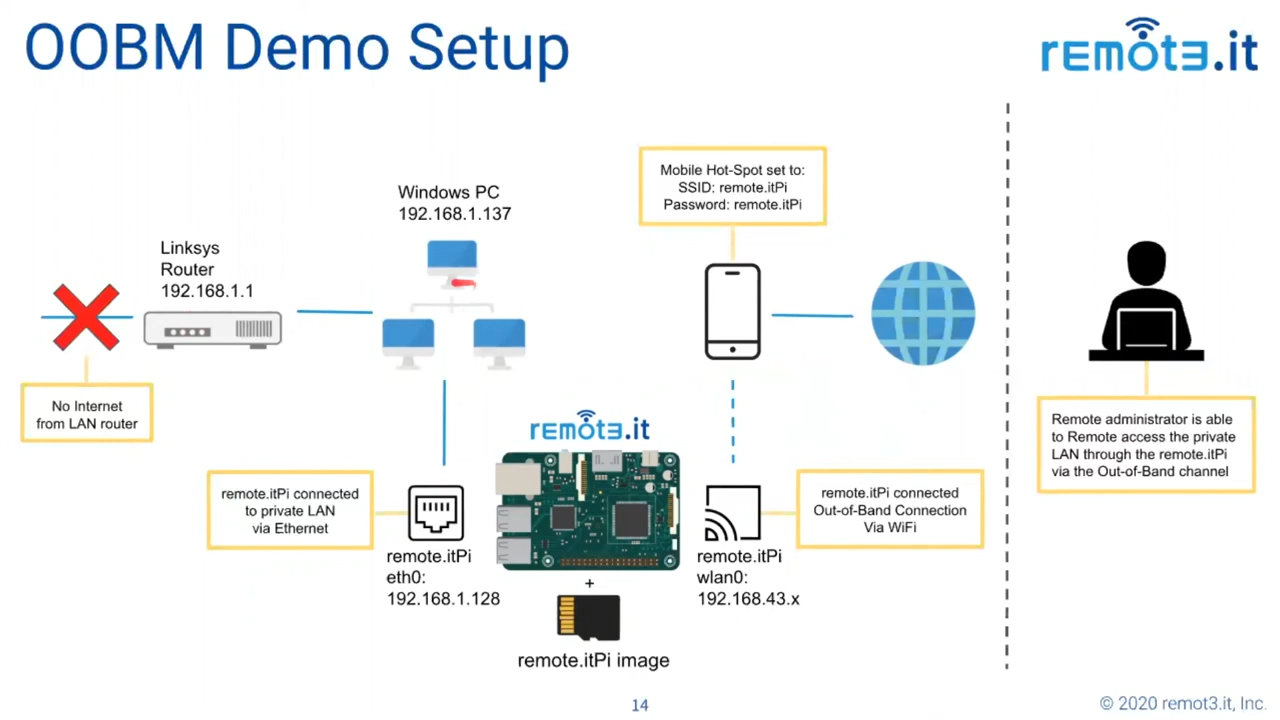 OOBM Demo Setup
remot3.it
Mobile Hot-Spot set to:
SSID: remote.itPi
Password: remote.itPi
Windows PC
192.168.1.137
Linksys
Router
192.168.1.1
No Internet
from LAN router
remot3.it
Remote administrator is able
to Remote access the private
LAN through the remote.itPi
via the Out-of-Band channel
remote.itPi connected
to private LAN
via Ethernet
remote.itPi connected
Out-of-Band Connection
Via WiFi
remote.itPi
eth0:
192.168.1.128
remote.itPi
wlan0:
192.168.43.x
+
remote.itPi image
14
© 2020 remot3.it, Inc.